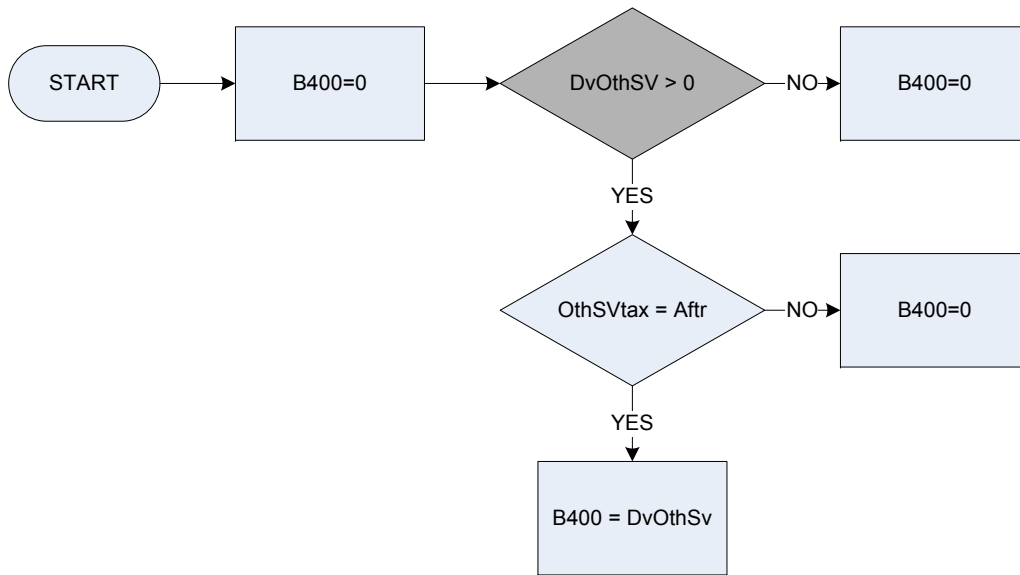 START
B400=0
DvOthSV > 0
NO
B400=0
YES
OthSVtax = Aftr
NO
B400=0
YES
B400 = DvOthSv